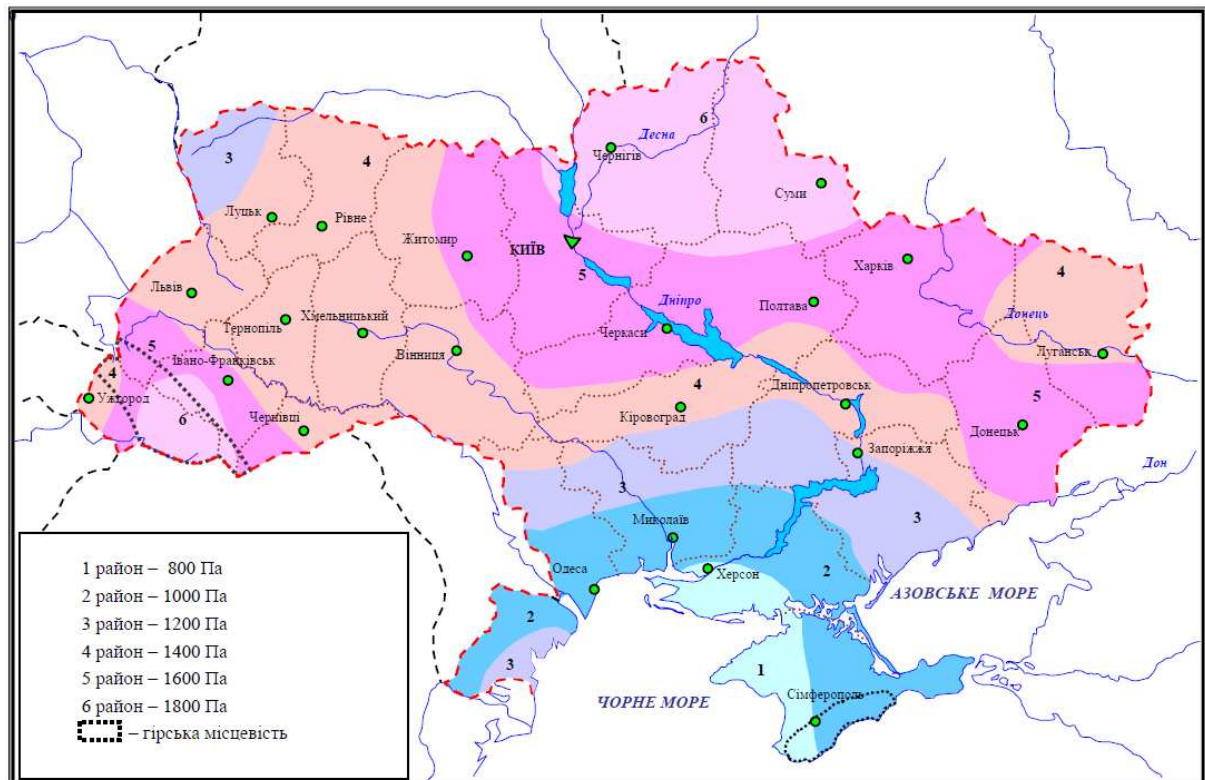 6
Десна
Чернігів
3
4
Суми
Луцьк
Рівне
Житомир
КИЇВ
5
Харків
4
Львів
Дніпро
Полтава
Тернопіль
Хмельницький
Черкаси
Донець
Вінниця
Луганськ
5
Івано-Франківськ
4
Ужгород
4
Дніпропетровськ
5
6
Чернівці
Кіровоград
Донецьк
Запоріжжя
Дон
3
Миколаїв
3
Одеса
Херсон
2
АЗОВСЬКЕ МОРЕ
2
3
1
Сімферополь
ЧОРНЕ МОРЕ
1 район – 800 Па
2 район – 1000 Па
3 район – 1200 Па
4 район – 1400 Па
5 район – 1600 Па
6 район – 1800 Па
– гірська місцевість